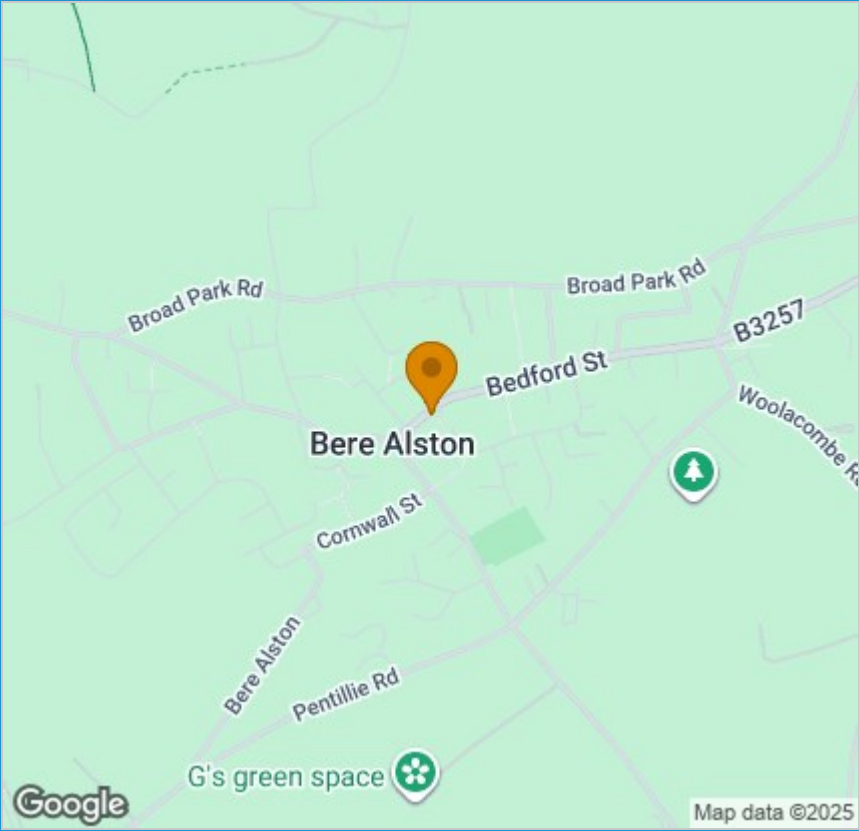 Broad Park Rd
Broad Park Rd
B3257
Bedford St
Woolacombe Rd
Bere Alston
Cornwall St
Bere Alston
Pentillie Rd
G's green space
Google
Map data ©2025